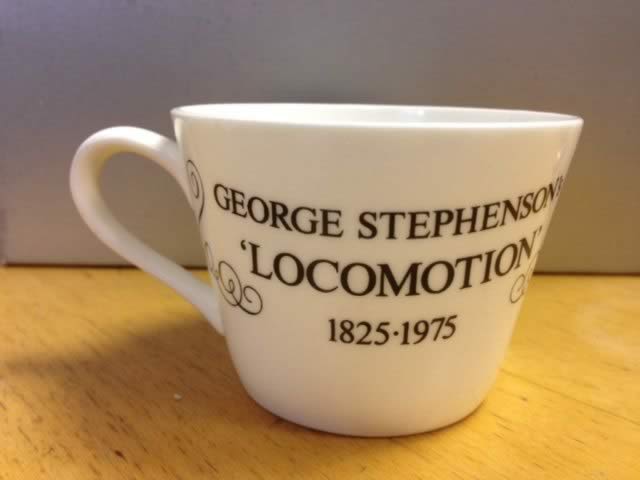 GEORGE STEPHENSON'S
'LOCOMOTION'
1825·1975